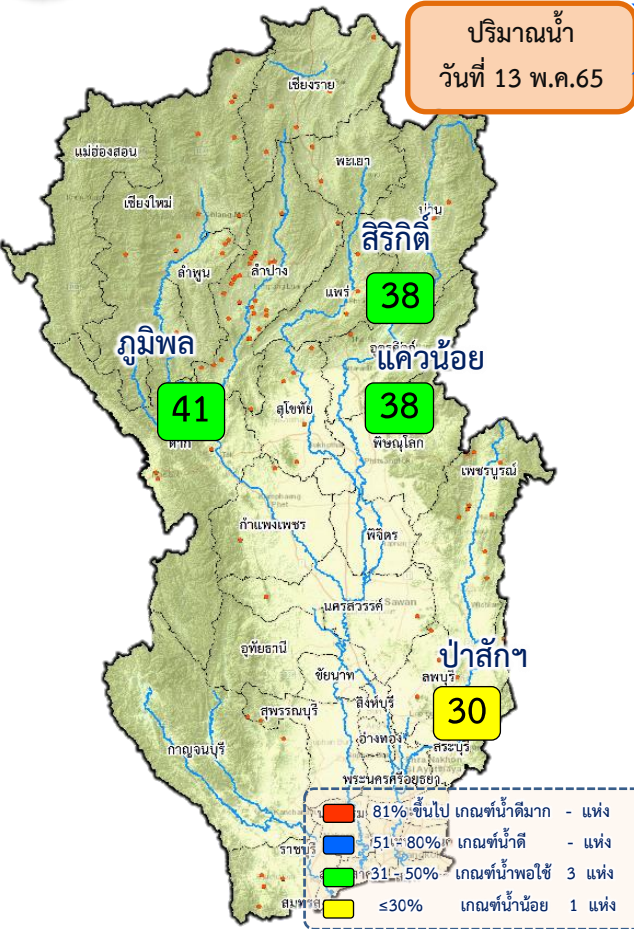 ปริมาณน้ำ
วันที่ 13 พ.ค.65
เชียงราย
แม่ฮ่องสอน
พะเยา
เชียงใหม่
น่าน
สิริกิติ์
ลำพูน
ลำปาง
แพร่
38
ภูมิพล
แควน้อย
41
38
สุโขทัย
ตาก
พิษณุโลก
เพชรบูรณ์
กำแพงเพชร
พิจิตร
นครสวรรค์
Sawan
อุทัยธานี
ป่าสักฯ
ชัยนาท
ลพบุรี
สิงห์บุรี
สุพรรณบุรี
30
อ่างทอง
สระบุรี
กาญจนบุรี
พระนครศรีอยุธยา
81% ขึ้นไป เกณฑ์น้ำดีมาก - แห่ง
ราชบุรี
51 - 80% เกณฑ์น้ำดี - แห่ง
31 - 50% เกณฑ์น้ำพอใช้ 3 แห่ง
≤30% เกณฑ์น้ำน้อย 1 แห่ง